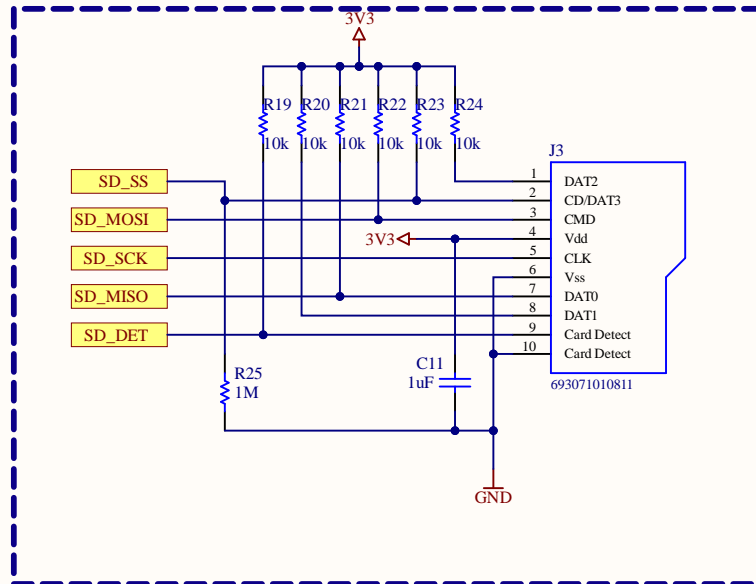 3V3
R19 R20 R21 R22 R23 R24
10k 10k 10k 10k 10k 10k
J3
SD_SS
SD_MOSI
SD_SCK
SD_MISO
SD_DET
3V3
1 DAT2
2 CD/DAT3
3 CMD
4 Vdd
5 CLK
6 Vss
7 DAT0
8 DAT1
9 Card Detect
10 Card Detect
693071010811
R25
1M
C11
1uF
GND